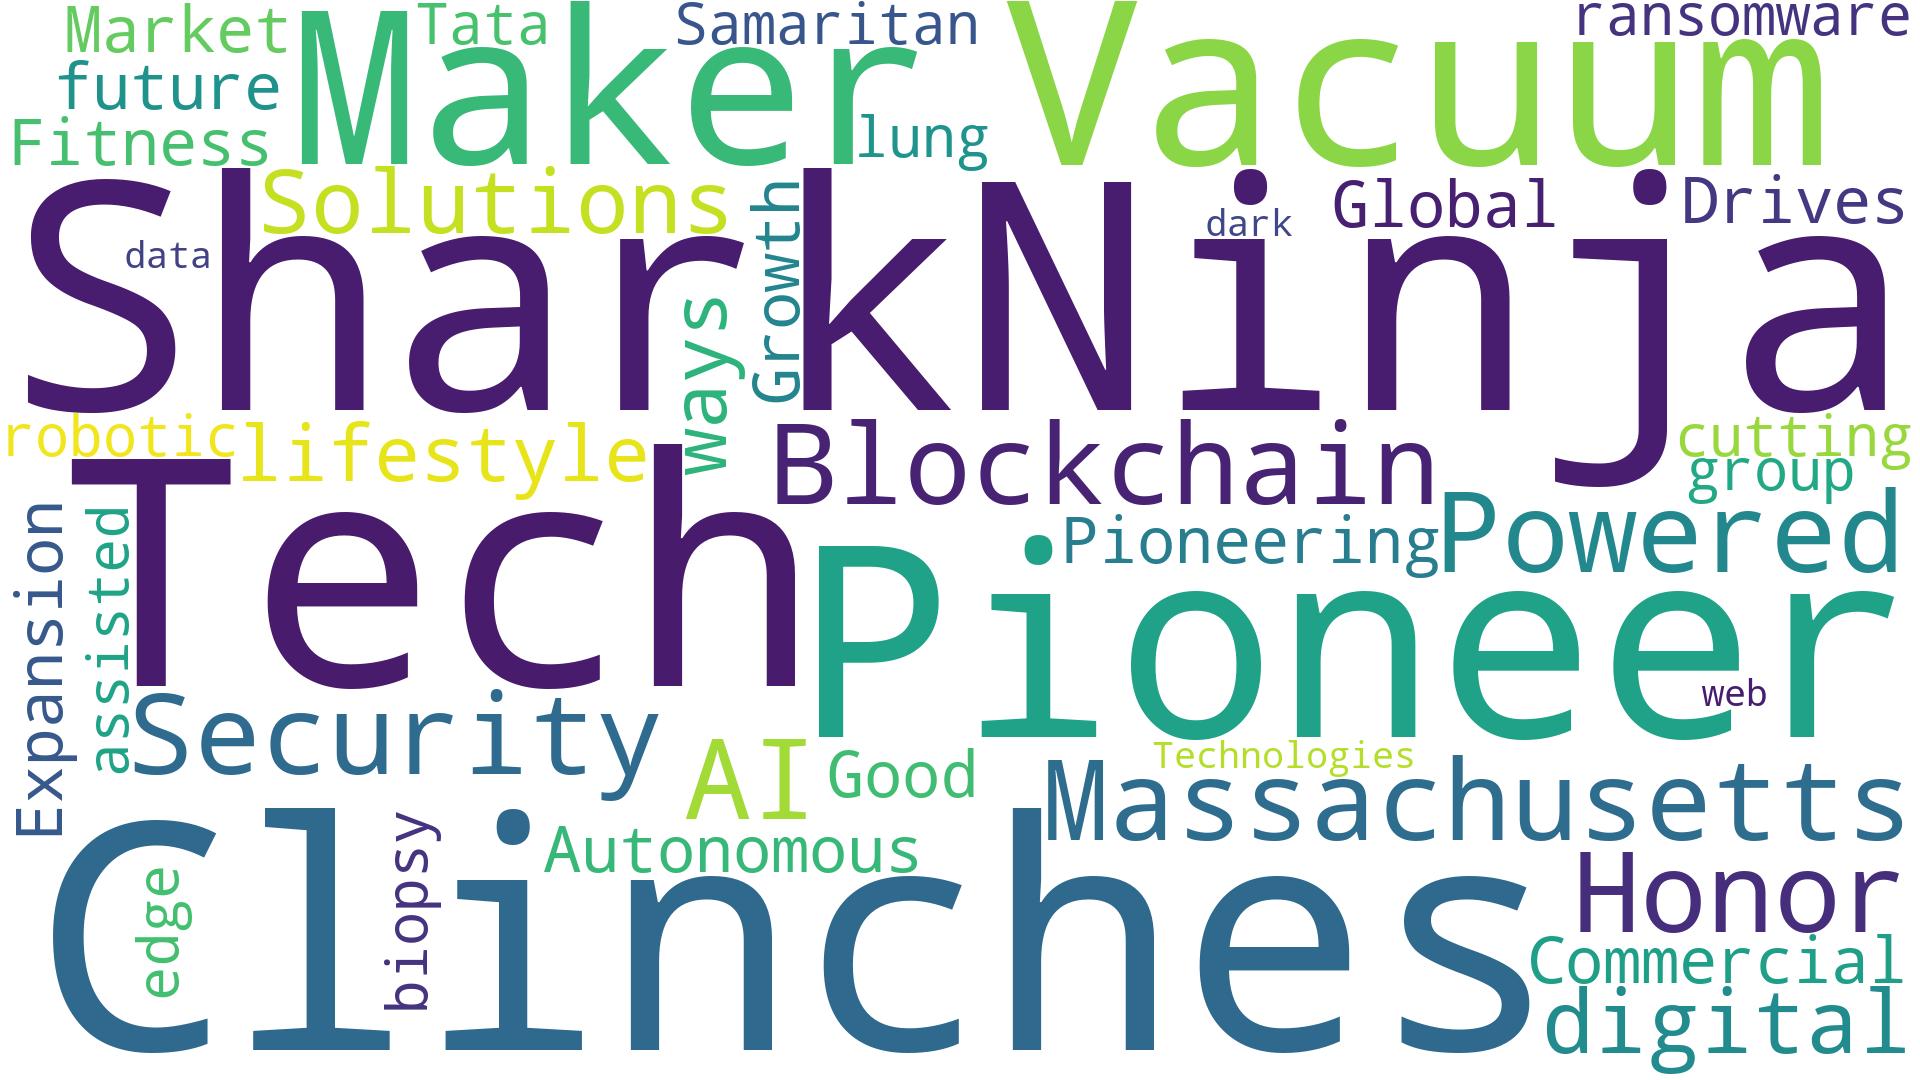 Market
Tata
Samaritan
ransomware
Maker
Vacuum
future
Fitness
lung
SharkNinja
Solutions
Growth
dark
Global
Drives
data
ways
robotic
lifestyle
Blockchain
cutting
group
Tech
Pioneering
Powered
Expansion
assisted
Pioneer
web
Security
AI
Good
Technologies
Massachusetts
Clinches
Autonomous
edge
biopsy
Honor
Commercial
digital